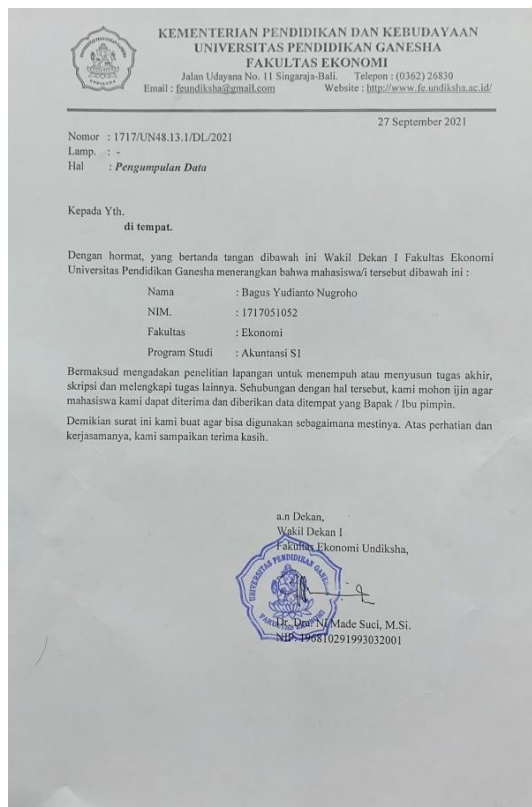 KEMENTERIAN PENDIDIKAN DAN KEBUDAYAAN
UNIVERSITAS PENDIDIKAN GANESHA
FAKULTAS EKONOMI
Jalan Udayana No. 11 Singaraja-Bali. Telepon : (0362) 26830
Email : feundiksha@gmail.com Website : http://www.fe.undiksha.ac.id/
27 September 2021
Nomor : 1717/UN48.13.1/DL/2021
Lamp. : -
Hal : Pengumpulan Data
Kepada Yth.
di tempat.
Dengan hormat, yang bertanda tangan dibawah ini Wakil Dekan I Fakultas Ekonomi
Universitas Pendidikan Ganesha menerangkan bahwa mahasiswa/i tersebut dibawah ini :
Nama : Bagus Yudianto Nugroho
NIM. : 1717051052
Fakultas : Ekonomi
Program Studi : Akuntansi S1
Bermaksud mengadakan penelitian lapangan untuk menempuh atau menyusun tugas akhir,
skripsi dan melengkapi tugas lainnya. Sehubungan dengan hal tersebut, kami mohon ijin agar
mahasiswa kami dapat diterima dan diberikan data ditempat yang Bapak / Ibu pimpin.
Demikian surat ini kami buat agar bisa digunakan sebagaimana mestinya. Atas perhatian dan
kerjasamanya, kami sampaikan terima kasih.
a.n Dekan,
Wakil Dekan I
Fakultas Ekonomi Undiksha,
UNIVERSITAS PENDIDIKAN GANESHA
FAKULTAS EKONOMI
Dr. Dra. Ni Made Suci, M.Si.
NIP. 196810291993032001